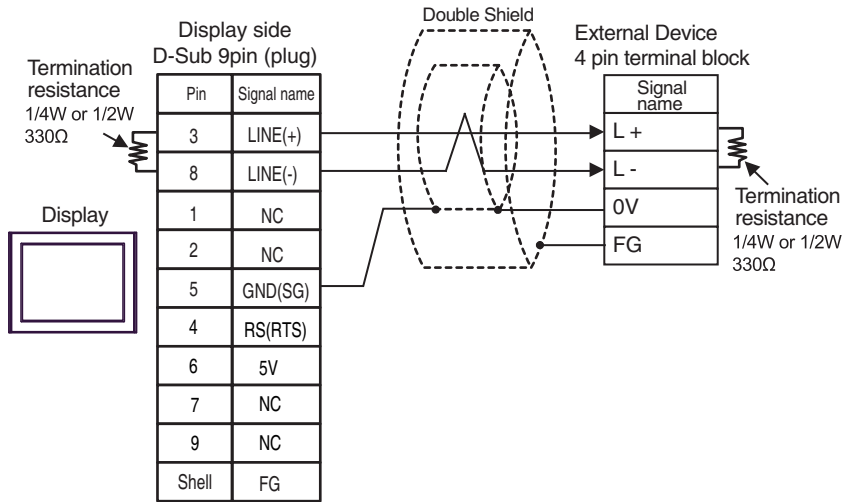 Double Shield
Display side
D-Sub 9pin (plug)
External Device
4 pin terminal block
Termination
resistance
1/4W or 1/2W
330Ω
Pin Signal name
3 LINE(+)
8 LINE(-)
1 NC
2 NC
5 GND(SG)
4 RS(RTS)
6 5V
7 NC
9 NC
Shell FG
Display
Signal
name
L +
L -
0V
FG
Termination
resistance
1/4W or 1/2W
330Ω